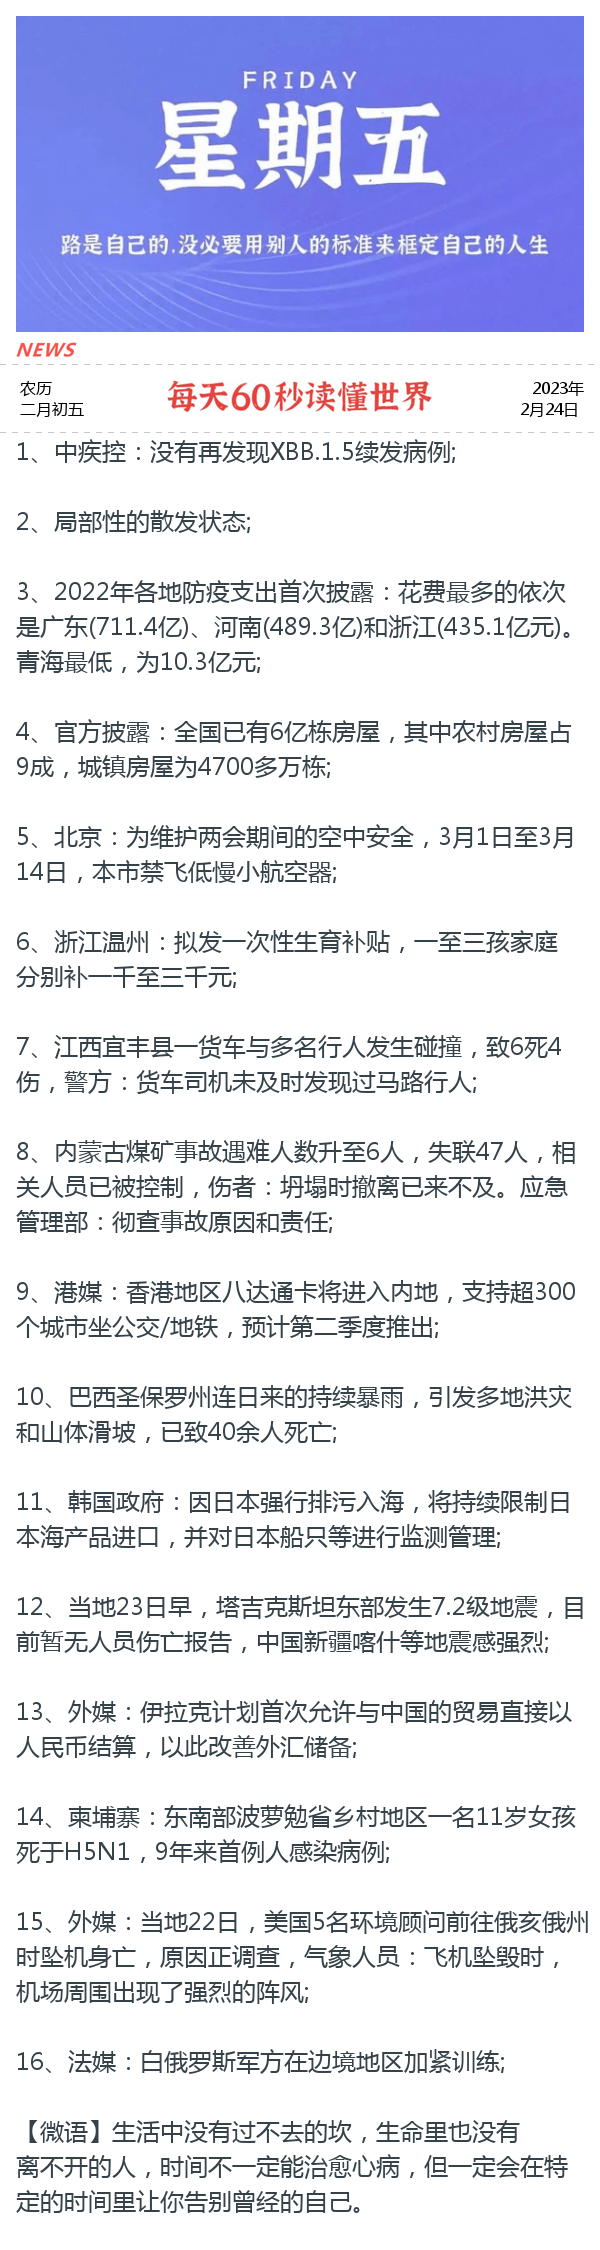 FRIDAY
星期五
路是自己的,没必要用别人的标准来框定自己的人生
NEWS
农历
二月初五
每天60秒读懂世界
2023年
2月24日
1、中疾控：没有再发现XBB.1.5续发病例;
2、局部性的散发状态;
3、2022年各地防疫支出首次披露：花费最多的依次
是广东(711.4亿)、河南(489.3亿)和浙江(435.1亿元)。
青海最低，为10.3亿元;
4、官方披露：全国已有6亿栋房屋，其中农村房屋占
9成，城镇房屋为4700多万栋;
5、北京：为维护两会期间的空中安全，3月1日至3月
14日，本市禁飞低慢小航空器;
6、浙江温州：拟发一次性生育补贴，一至三孩家庭
分别补一千至三千元;
7、江西宜丰县一货车与多名行人发生碰撞，致6死4
伤，警方：货车司机未及时发现过马路行人;
8、内蒙古煤矿事故遇难人数升至6人，失联47人，相
关人员已被控制，伤者：坍塌时撤离已来不及。应急
管理部：彻查事故原因和责任;
9、港媒：香港地区八达通卡将进入内地，支持超300
个城市坐公交/地铁，预计第二季度推出;
10、巴西圣保罗州连日来的持续暴雨，引发多地洪灾
和山体滑坡，已致40余人死亡;
11、韩国政府：因日本强行排污入海，将持续限制日
本海产品进口，并对日本船只等进行监测管理;
12、当地23日早，塔吉克斯坦东部发生7.2级地震，目
前暂无人员伤亡报告，中国新疆喀什等地震感强烈;
13、外媒：伊拉克计划首次允许与中国的贸易直接以
人民币结算，以此改善外汇储备;
14、柬埔寨：东南部波萝勉省乡村地区一名11岁女孩
死于H5N1，9年来首例人感染病例;
15、外媒：当地22日，美国5名环境顾问前往俄亥俄州
时坠机身亡，原因正调查，气象人员：飞机坠毁时，
机场周围出现了强烈的阵风;
16、法媒：白俄罗斯军方在边境地区加紧训练;
【微语】生活中没有过不去的坎，生命里也没有
离不开的人，时间不一定能治愈心病，但一定会在特
定的时间里让你告别曾经的自己。